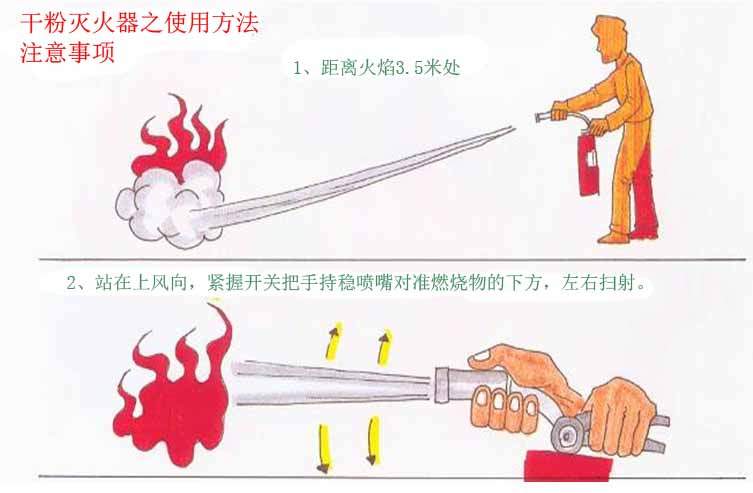 干粉灭火器之使用方法
注意事项
1、距离火焰3.5米处
2、站在上风向，紧握开关把手持稳喷嘴对准燃烧物的下方，左右扫射。